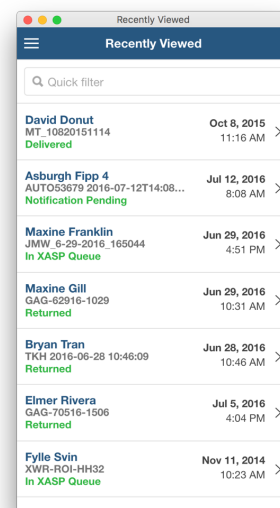 Recently Viewed
Recently Viewed
Quick filter
David Donut
Oct 8, 2015
MT_10820151114
11:16 AM
Delivered
Asburgh Fipp 4
Jul 12, 2016
AUTO53679 2016-07-12T14:08...
8:08 AM
Notification Pending
Maxine Franklin
Jun 29, 2016
JMW_6-29-2016_165044
4:51 PM
In XASP Queue
Maxine Gill
Jun 29, 2016
GAG-62916-1029
10:31 AM
Returned
Bryan Tran
Jun 28, 2016
TKH 2016-06-28 10:46:09
10:46 AM
Returned
Elmer Rivera
Jul 5, 2016
GAG-70516-1506
4:04 PM
Returned
Fylle Svin
Nov 11, 2014
XWR-ROI-HH32
10:23 AM
In XASP Queue